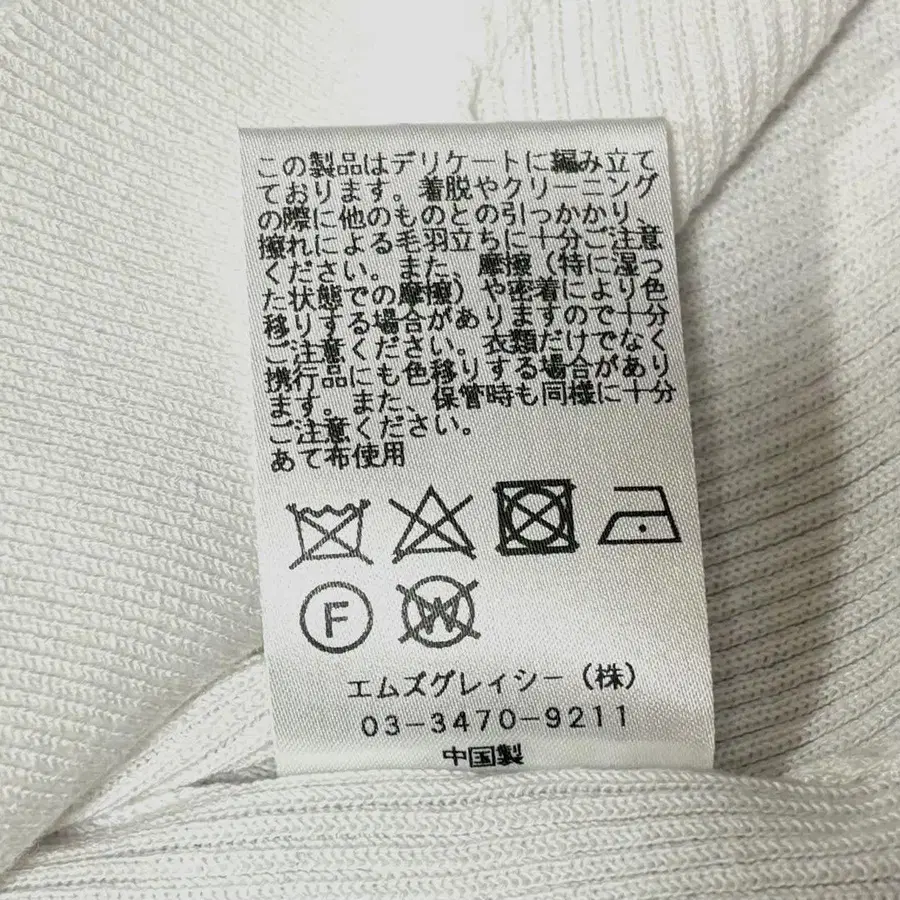 この製品はデリケートに編み立て
ております。着脱やクリーニング
の際に他のものとの引っかかり、
擦れによる毛羽立ちに十分ご注意
ください。また、摩擦（特に湿っ
た状態での摩擦）や密着により色
移りする場合がありますので十分
ご注意ください。衣類だけでなく
携行品にも色移りする場合があり
ます。また、保管時も同様に十分
ご注意ください。
あて布使用
F
W
エムズグレイシー（株）
03-3470-9211
中国製